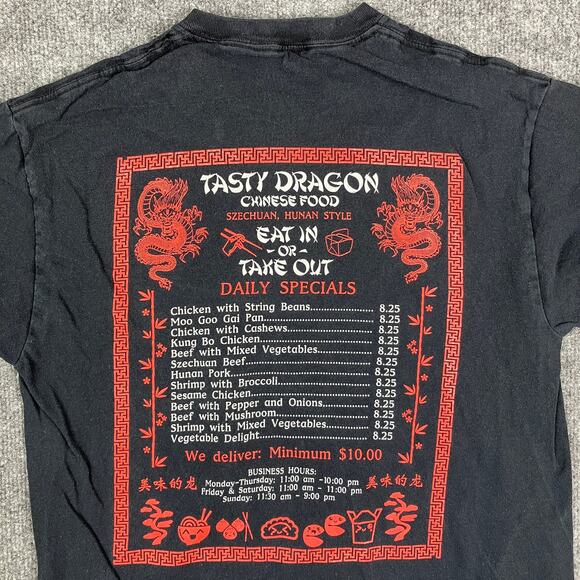 TASTY DRAGON
CHINESE FOOD
SZECHUAN, HUNAN STYLE
EAT IN
- OR -
TAKE OUT
DAILY SPECIALS
Chicken with String Beans........................ 8.25
Moo Goo Gai Pan........................ 8.25
Chicken with Cashews........................ 8.25
Kung Bo Chicken........................ 8.25
Beef with Mixed Vegetables........................ 8.25
Szechuan Beef........................ 8.25
Hunan Pork........................ 8.25
Shrimp with Broccoli........................ 8.25
Sesame Chicken........................ 8.25
Beef with Pepper and Onions........................ 8.25
Beef with Mushroom........................ 8.25
Shrimp with Mixed Vegetables........................ 8.25
Vegetable Delight........................ 8.25
We deliver: Minimum $10.00
BUSINESS HOURS:
Monday-Thursday: 11:00 am -10:00 pm
Friday & Saturday: 11:00 am - 11:00 pm
Sunday: 11:30 am - 9:00 pm
美味的龙 美味的龙